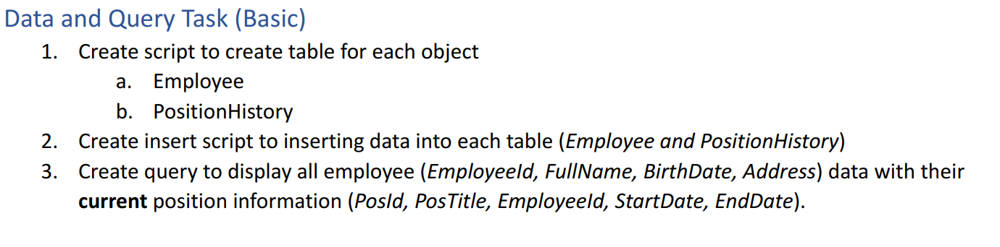 Data and Query Task (Basic)
1. Create script to create table for each object
a. Employee
b. PositionHistory
2. Create insert script to inserting data into each table (Employee and PositionHistory)
3. Create query to display all employee (EmployeeId, FullName, BirthDate, Address) data with their
current position information (PosId, PosTitle, EmployeeId, StartDate, EndDate).